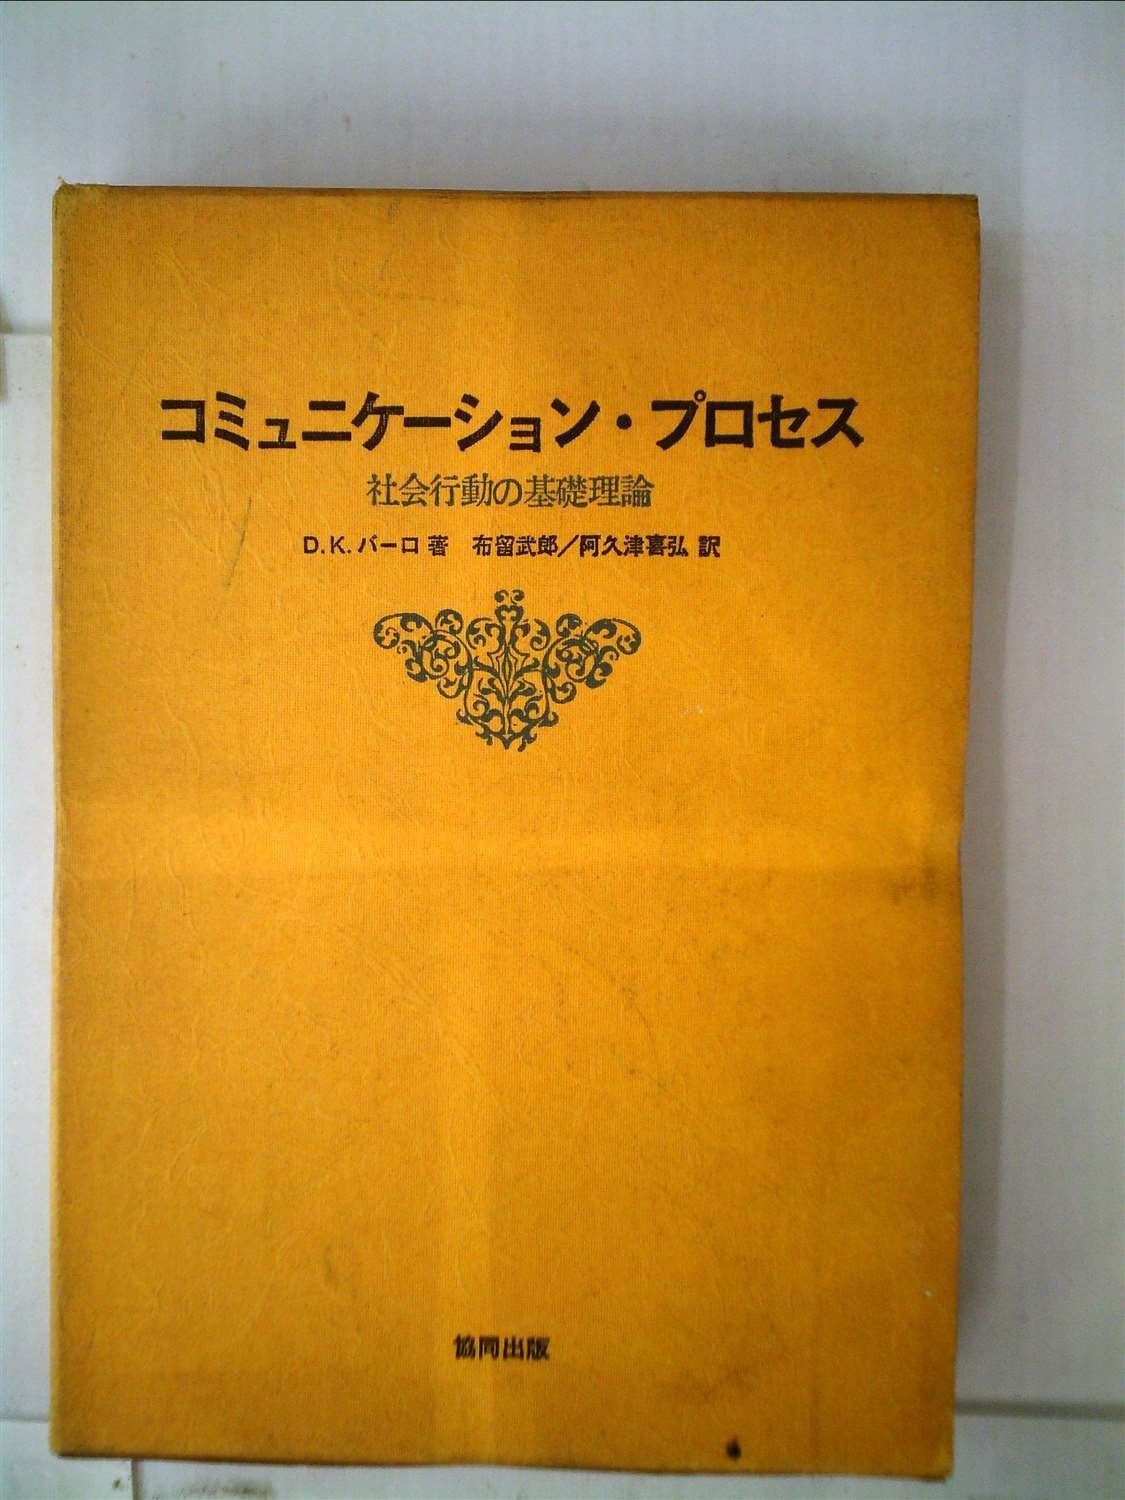 コミュニケーション・プロセス
社会行動の基礎理論
D.K.バーロ 著　布留武郎／阿久津喜弘 訳
協同出版